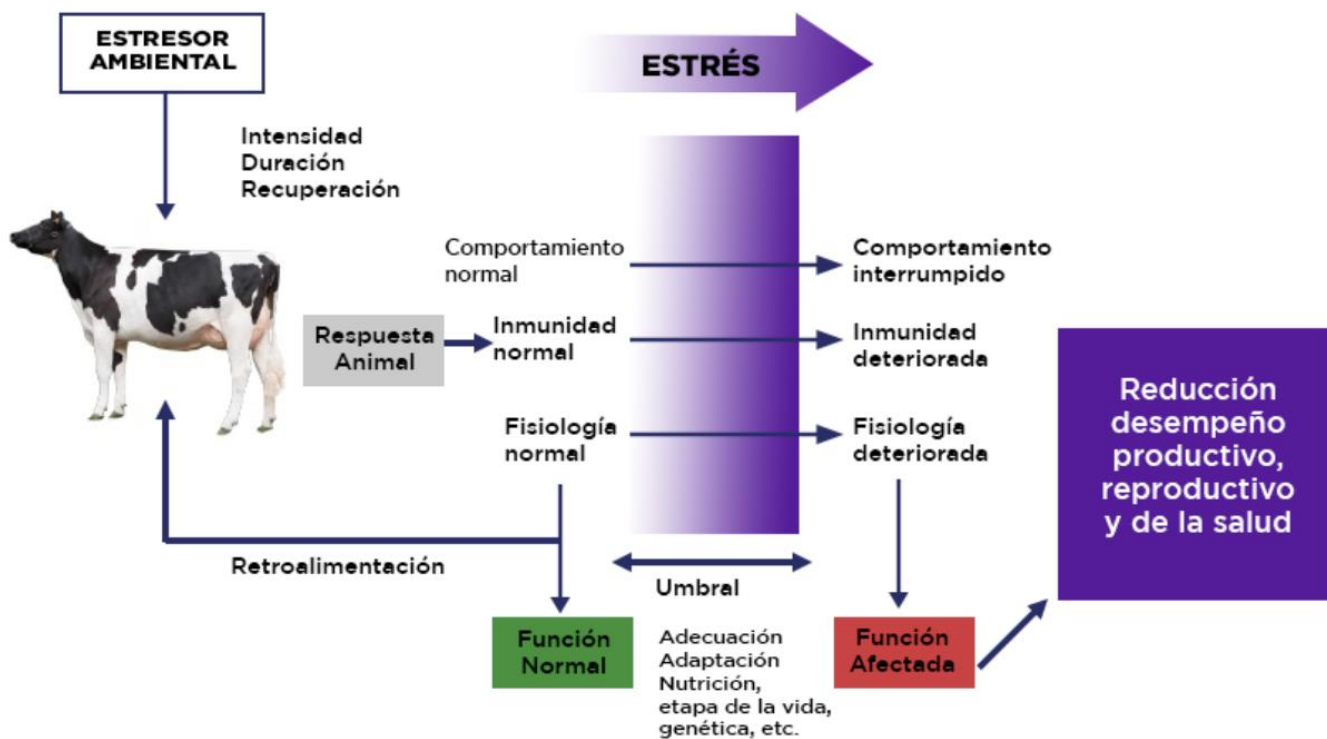 ESTRESOR
AMBIENTAL
ESTRÉS
Intensidad
Duración
Recuperación
Comportamiento
normal
Comportamiento
interrumpido
Respuesta
Animal
Inmunidad
normal
Inmunidad
deteriorada
Fisiología
normal
Fisiología
deteriorada
Reducción
desempeño
productivo,
reproductivo
y de la salud
Retroalimentación
Umbral
Función
Normal
Adecuación
Adaptación
Nutrición,
etapa de la vida,
genética, etc.
Función
Afectada